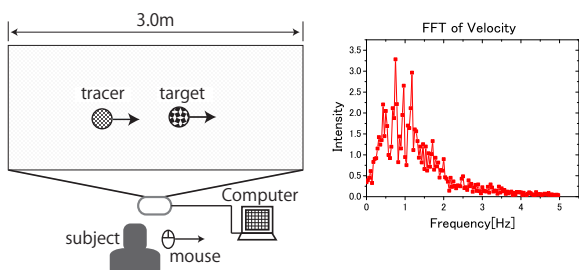 3.0m
tracer
target
Computer
subject
mouse
FFT of Velocity
Intensity
3.5
3.0
2.5
2.0
1.5
1.0
0.5
0.0
0
1
2
3
4
5
Frequency[Hz]